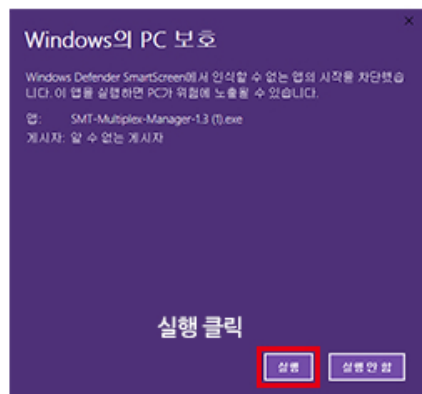 Windows의 PC 보호
Windows Defender SmartScreen에서 인식할 수 없는 앱의 시작을 차단했습
니다. 이 앱을 실행하면 PC가 위험에 노출될 수 있습니다.
앱: SMT-Multiplex-Manager-1.3 (1).exe
게시자: 알 수 없는 게시자
실행 클릭
실행 실행 안 함